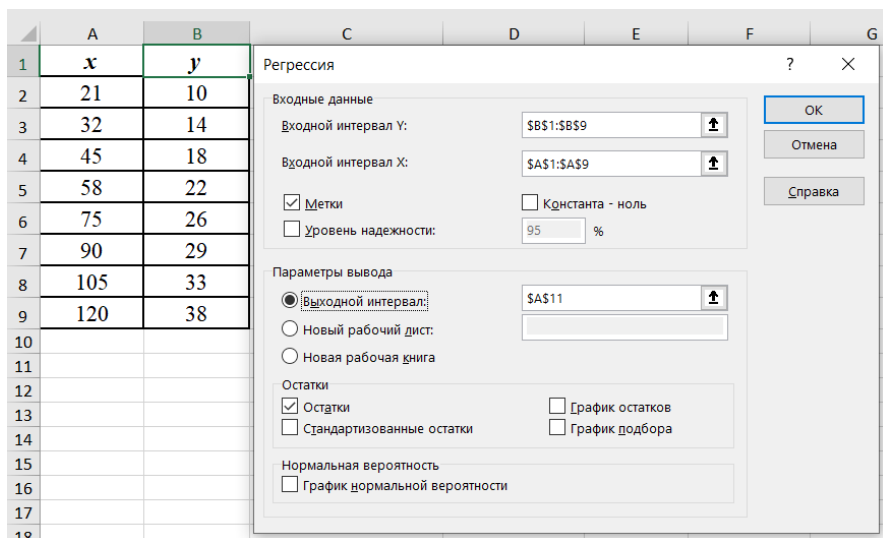 A B C D E F G
1 x y
2 21 10
3 32 14
4 45 18
5 58 22
6 75 26
7 90 29
8 105 33
9 120 38
10
11
12
13
14
15
16
17
18
Регрессия ? ×
Входные данные
Входной интервал Y: $B$1:$B$9
Входной интервал X: $A$1:$A$9
Метки Константа - ноль
Уровень надежности: 95 %
ОК
Отмена
Справка
Параметры вывода
Выходной интервал: $A$11
Новый рабочий лист:
Новая рабочая книга
Остатки
Остатки График остатков
Стандартизованные остатки График подбора
Нормальная вероятность
График нормальной вероятности